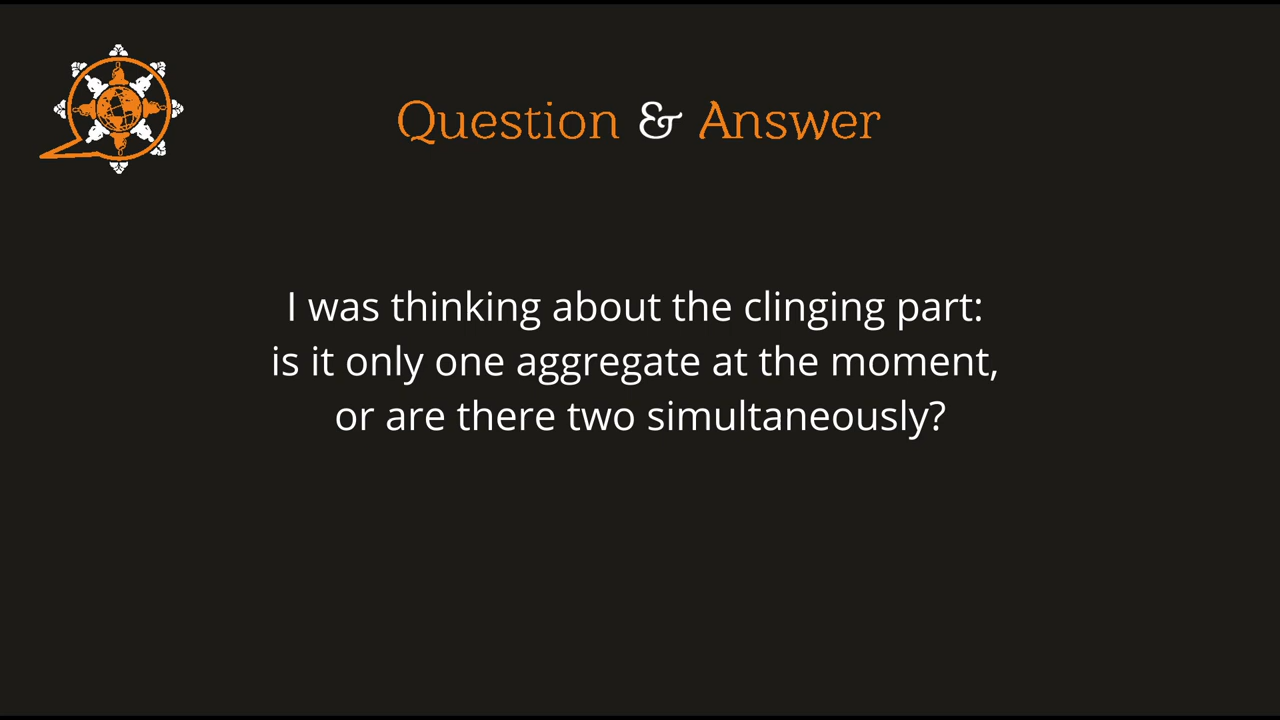 Question & Answer
I was thinking about the clinging part:
is it only one aggregate at the moment,
or are there two simultaneously?